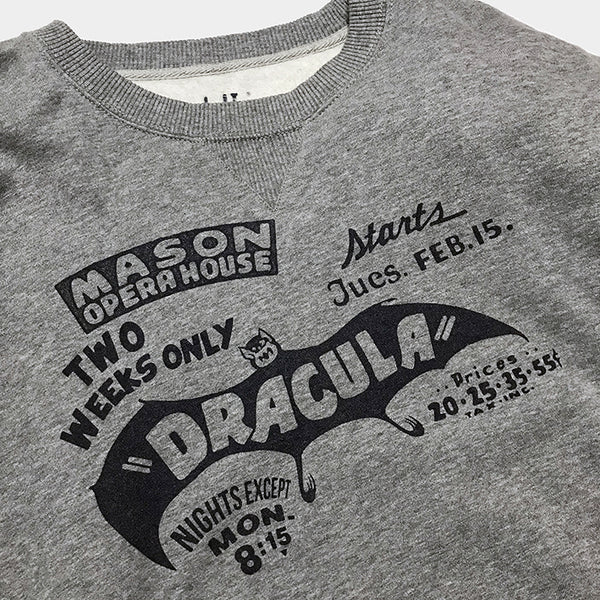 MASON
OPERA HOUSE
Starts
Tues. FEB. 15.
TWO
WEEKS ONLY
"DRACULA"
..Prices..
20·25·35·55¢
TAX·INC.
NIGHTS EXCEPT
MON.
8:15